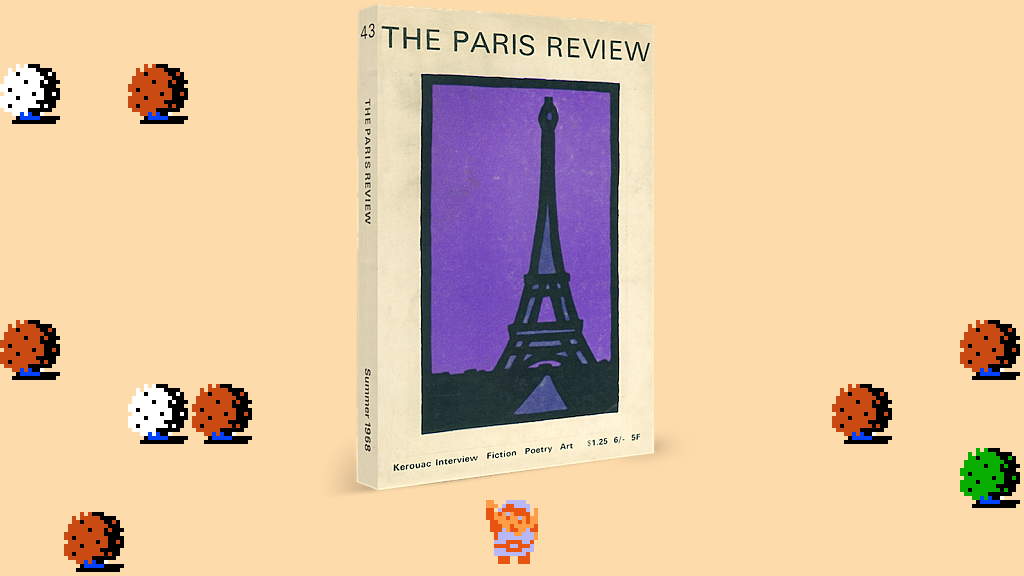 43
THE PARIS REVIEW
THE PARIS REVIEW
Summer 1968
Kerouac Interview Fiction Poetry Art $1.25 6/- 5F